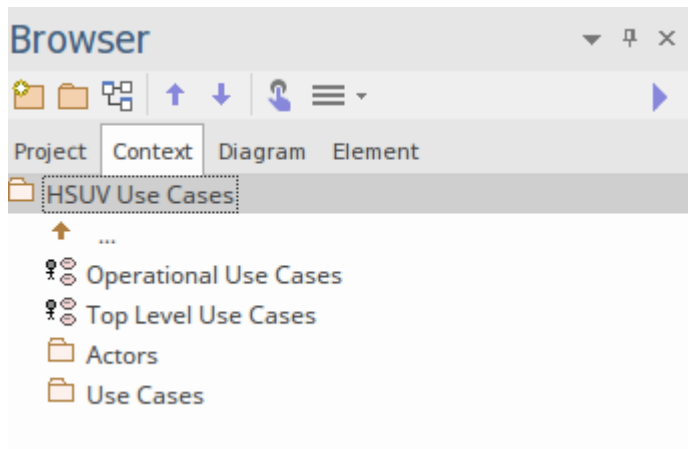 Browser
Project Context Diagram Element
HSUV Use Cases
...
Operational Use Cases
Top Level Use Cases
Actors
Use Cases